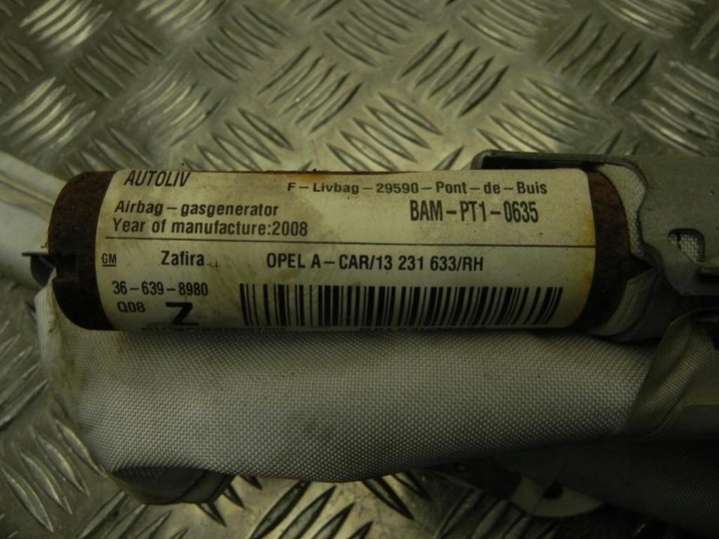 AUTOLIV
F-Livbag-29590-Pont-de-Buis
Airbag-gasgenerator
BAM-PT1-0635
Year of manufacture:2008
GM Zafira OPEL A-CAR/13 231 633/RH
36-639-8980
Q08 Z